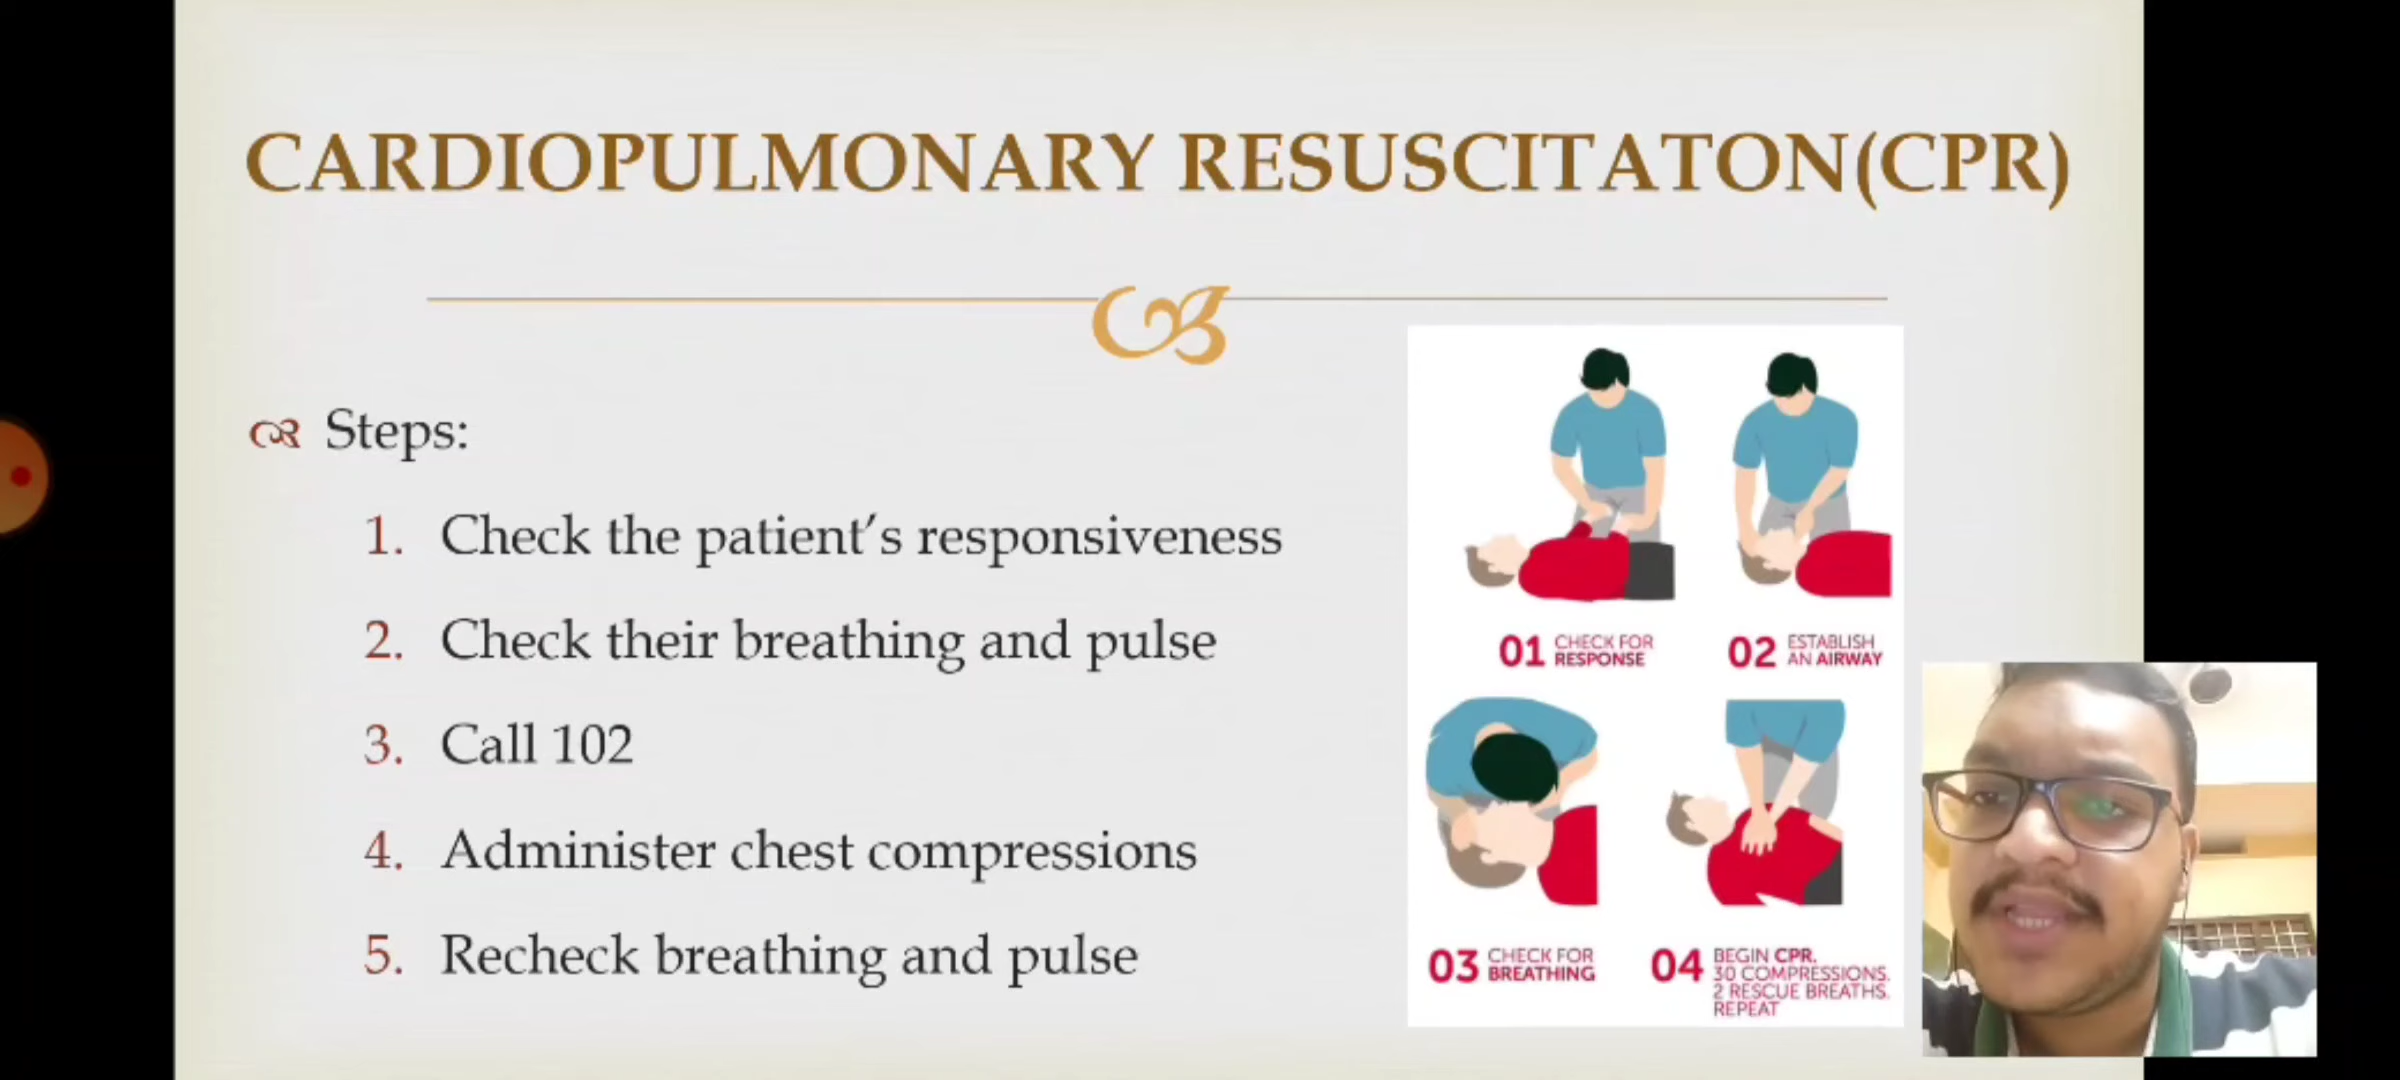 CARDIOPULMONARY RESUSCITATON(CPR)
Steps:
1. Check the patient's responsiveness
2. Check their breathing and pulse
3. Call 102
4. Administer chest compressions
5. Recheck breathing and pulse
01 CHECK FOR
RESPONSE
02 ESTABLISH
AN AIRWAY
03 CHECK FOR
BREATHING
04 BEGIN CPR.
30 COMPRESSIONS.
2 RESCUE BREATHS.
REPEAT